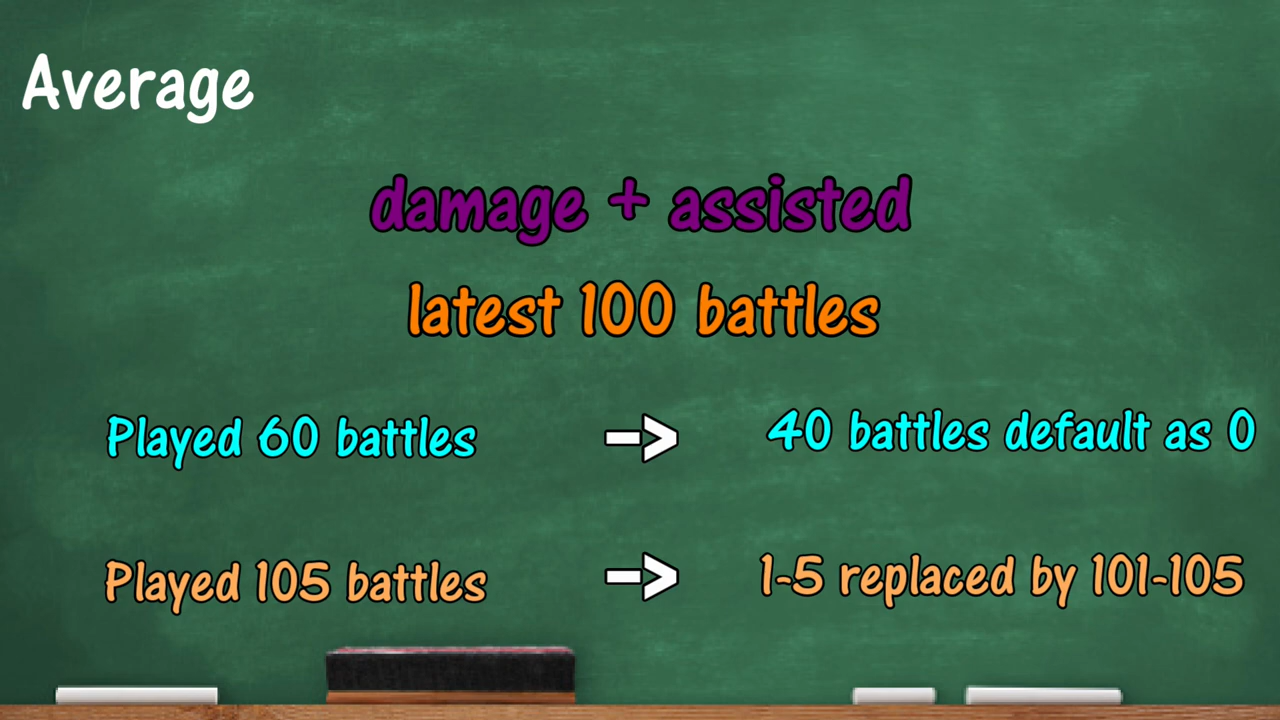 Average
damage + assisted
latest 100 battles
Played 60 battles -> 40 battles default as 0
Played 105 battles -> 1-5 replaced by 101-105